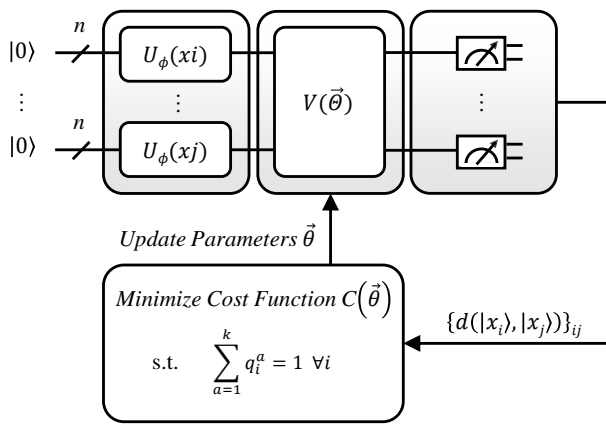 |0⟩ n U_ϕ(xi)
⋮ ⋮ V(Θ⃗) ⋮
|0⟩ n U_ϕ(xj)
Update Parameters θ⃗
Minimize Cost Function C(θ⃗)
s.t. ∑_{a=1}^{k} q_i^a = 1 ∀i
{d(|x_i⟩, |x_j⟩)}_{ij}